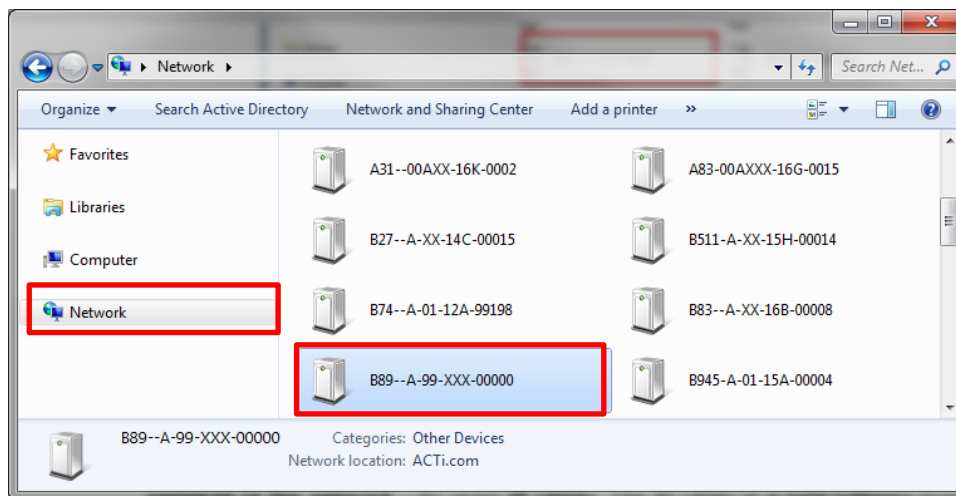 Network
Search Net...
Organize Search Active Directory Network and Sharing Center Add a printer »
Favorites
Libraries
Computer
Network
A31--00AXX-16K-0002 A83-00AXXX-16G-0015
B27--A-XX-14C-00015 B511-A-XX-15H-00014
B74--A-01-12A-99198 B83--A-XX-16B-00008
B89--A-99-XXX-00000 B945-A-01-15A-00004
B89--A-99-XXX-00000 Categories: Other Devices
Network location: ACTi.com